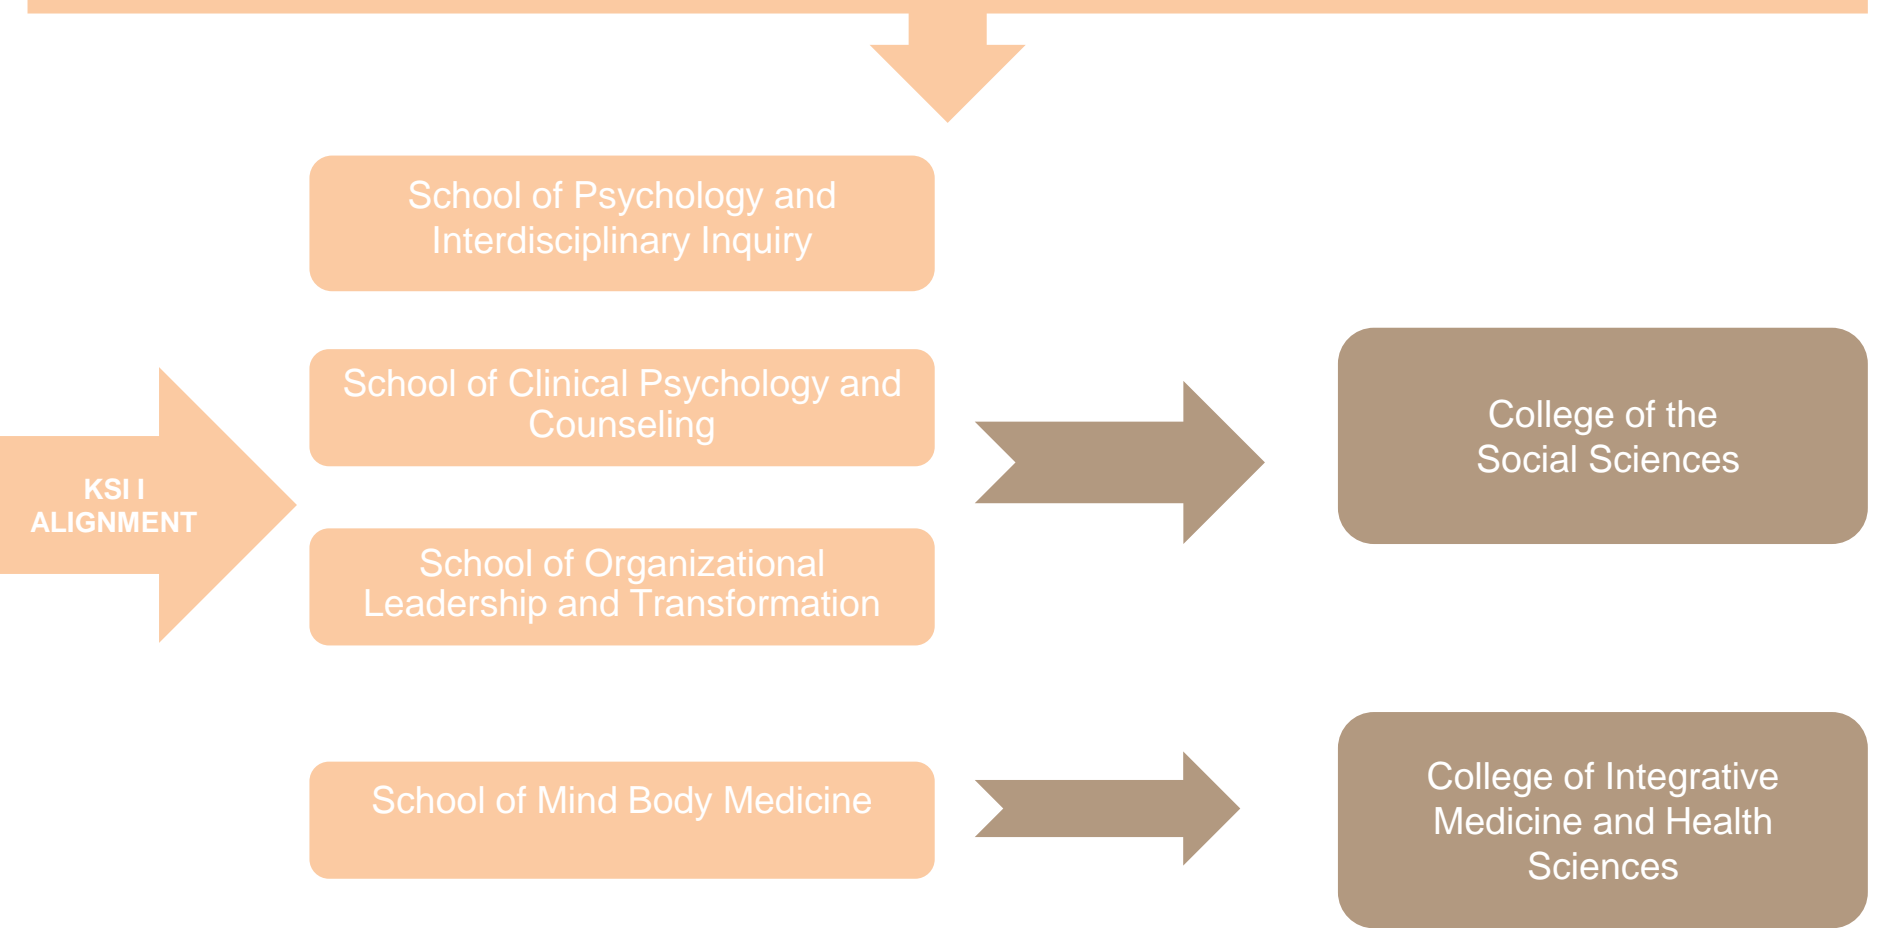 School of Psychology and
Interdisciplinary Inquiry
School of Clinical Psychology and
Counseling
KSI I
ALIGNMENT
School of Organizational
Leadership and Transformation
School of Mind Body Medicine
College of the
Social Sciences
College of Integrative
Medicine and Health
Sciences